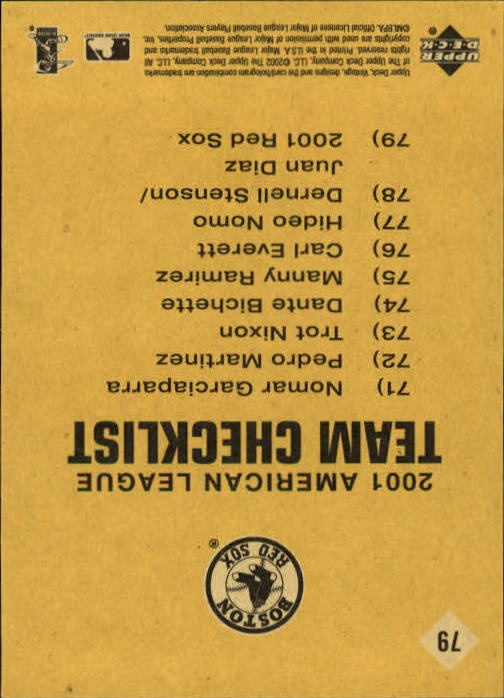 79
BOSTON
RED SOX
®
2001 AMERICAN LEAGUE
TEAM CHECKLIST
71) Nomar Garciaparra
72) Pedro Martinez
73) Trot Nixon
74) Dante Bichette
75) Manny Ramirez
76) Carl Everett
77) Hideo Nomo
78) Dernell Stenson/
Juan Diaz
79) 2001 Red Sox
Upper Deck, Vintage, designs and the card/hologram combination are trademarks
of The Upper Deck Company, LLC. ©2002 The Upper Deck Company, LLC. All
rights reserved. Printed in the U.S.A. Major League Baseball trademarks and
copyrights are used with permission of Major League Baseball Properties, Inc.
©MLBPA Official Licensee of Major League Baseball Players Association.
UPPER
DECK
®